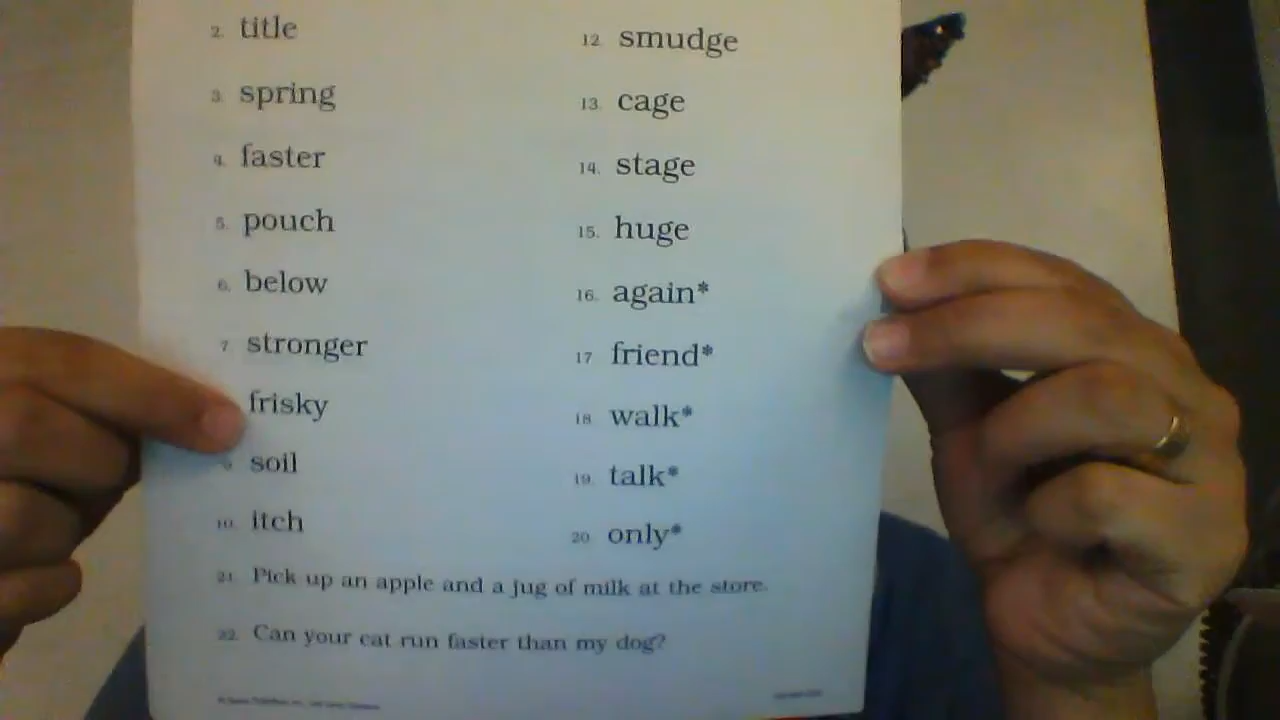 2. title
3. spring
4. faster
5. pouch
6. below
7 stronger
frisky
9 soil
10. itch
12 smudge
13. cage
14. stage
15. huge
16. again*
17 friend*
18. walk*
19. talk*
20 only*
21. Pick up an apple and a jug of milk at the store.
22. Can your cat run faster than my dog?